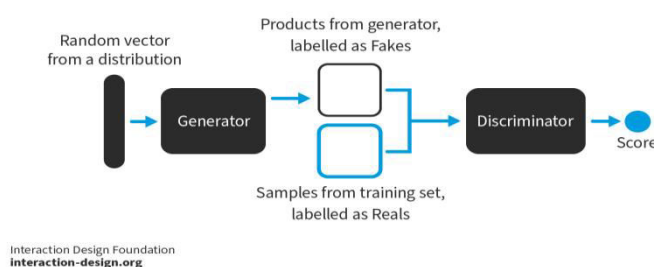 Random vector
from a distribution
Products from generator,
labelled as Fakes
Generator
Discriminator
Score
Samples from training set,
labelled as Reals
Interaction Design Foundation
interaction-design.org